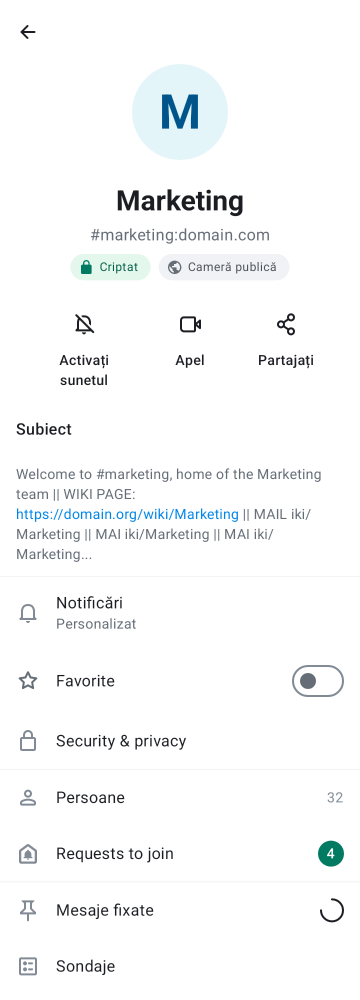 M
Marketing
#marketing:domain.com
Criptat
Cameră publică
Activați
sunetul
Apel
Partajați
Subiect
Welcome to #marketing, home of the Marketing
team || WIKI PAGE:
https://domain.org/wiki/Marketing || MAIL iki/
Marketing || MAI iki/Marketing || MAI iki/
Marketing...
Notificări
Personalizat
Favorite
Security & privacy
Persoane 32
Requests to join 4
Mesaje fixate
Sondaje